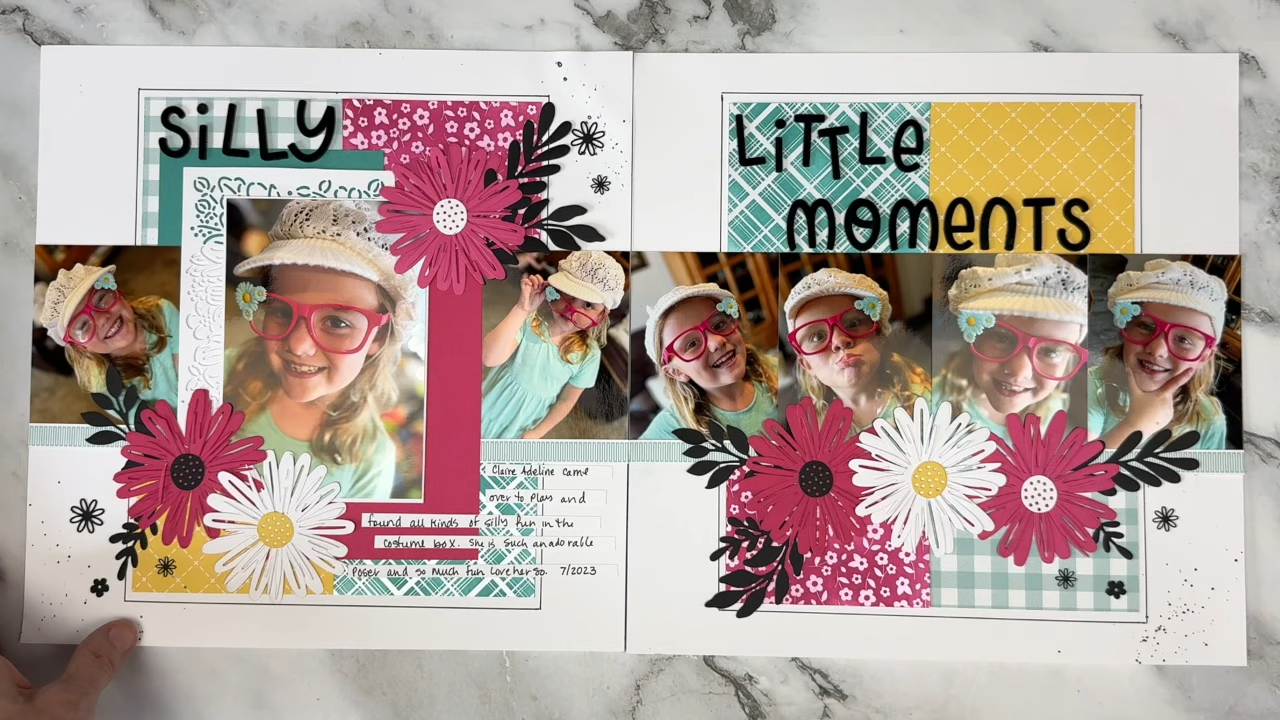 SiLLY
LiTTLe
moments
Claire Adeline came
over to play and
found all kinds of silly fun in the
costume box. She is such an adorable
poser and so much fun. Love her so. 7/2023